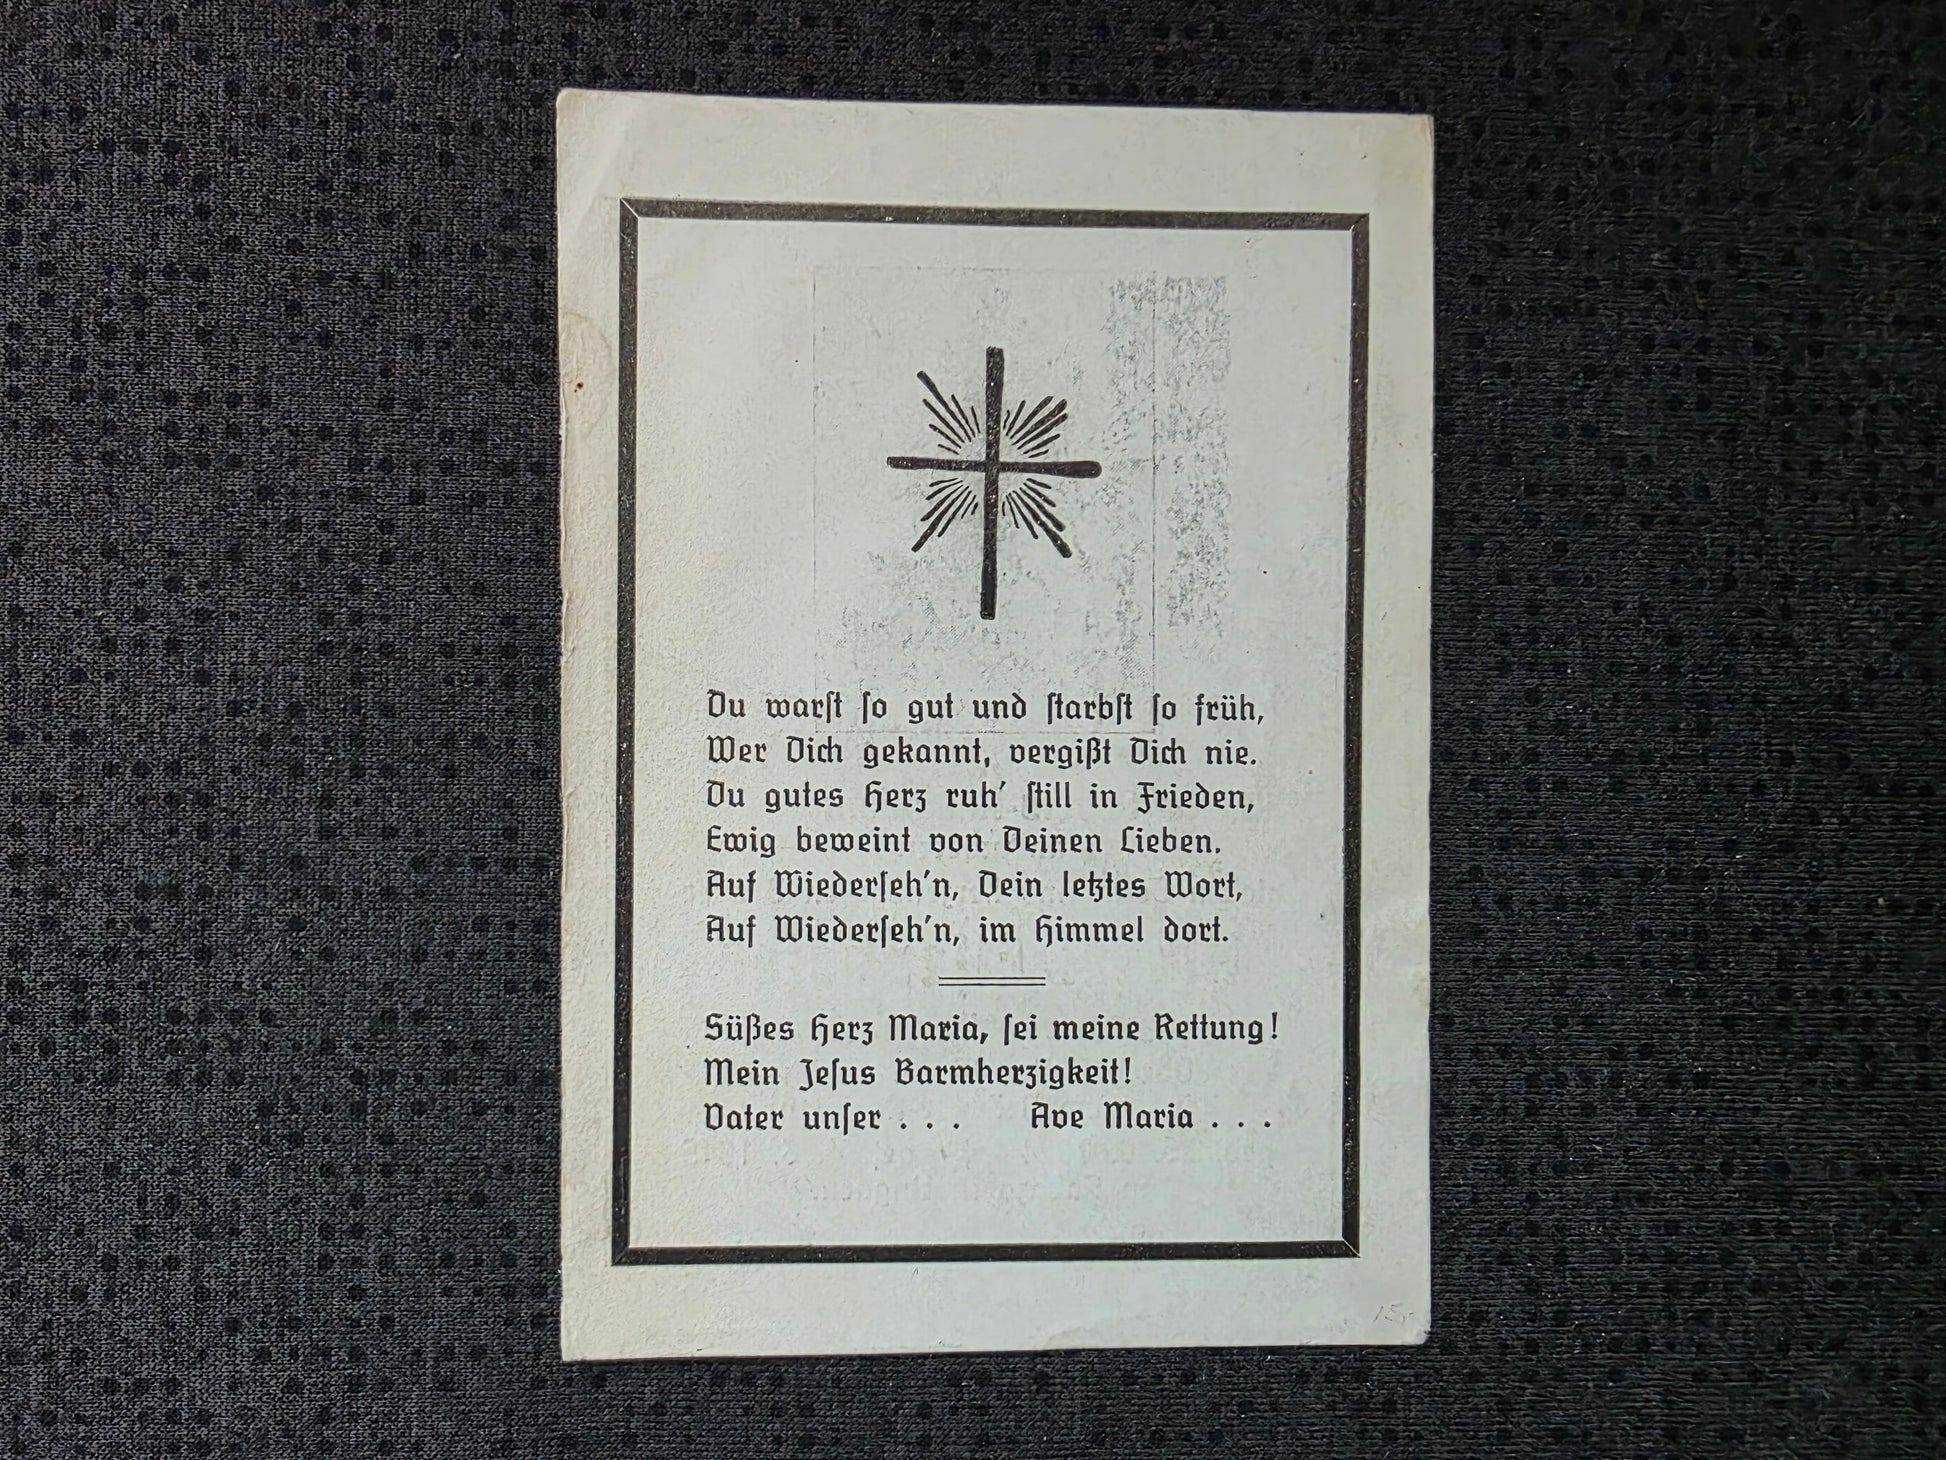 Du warst so gut und starbst so früh,
Wer Dich gekannt, vergißt Dich nie.
Du gutes Herz ruh' still in Frieden,
Ewig beweint von Deinen Lieben.
Auf Wiederseh'n, Dein letztes Wort,
Auf Wiederseh'n, im Himmel dort.
Süßes Herz Maria, sei meine Rettung!
Mein Jesus Barmherzigkeit!
Vater unser . . . Ave Maria . . .
15,-